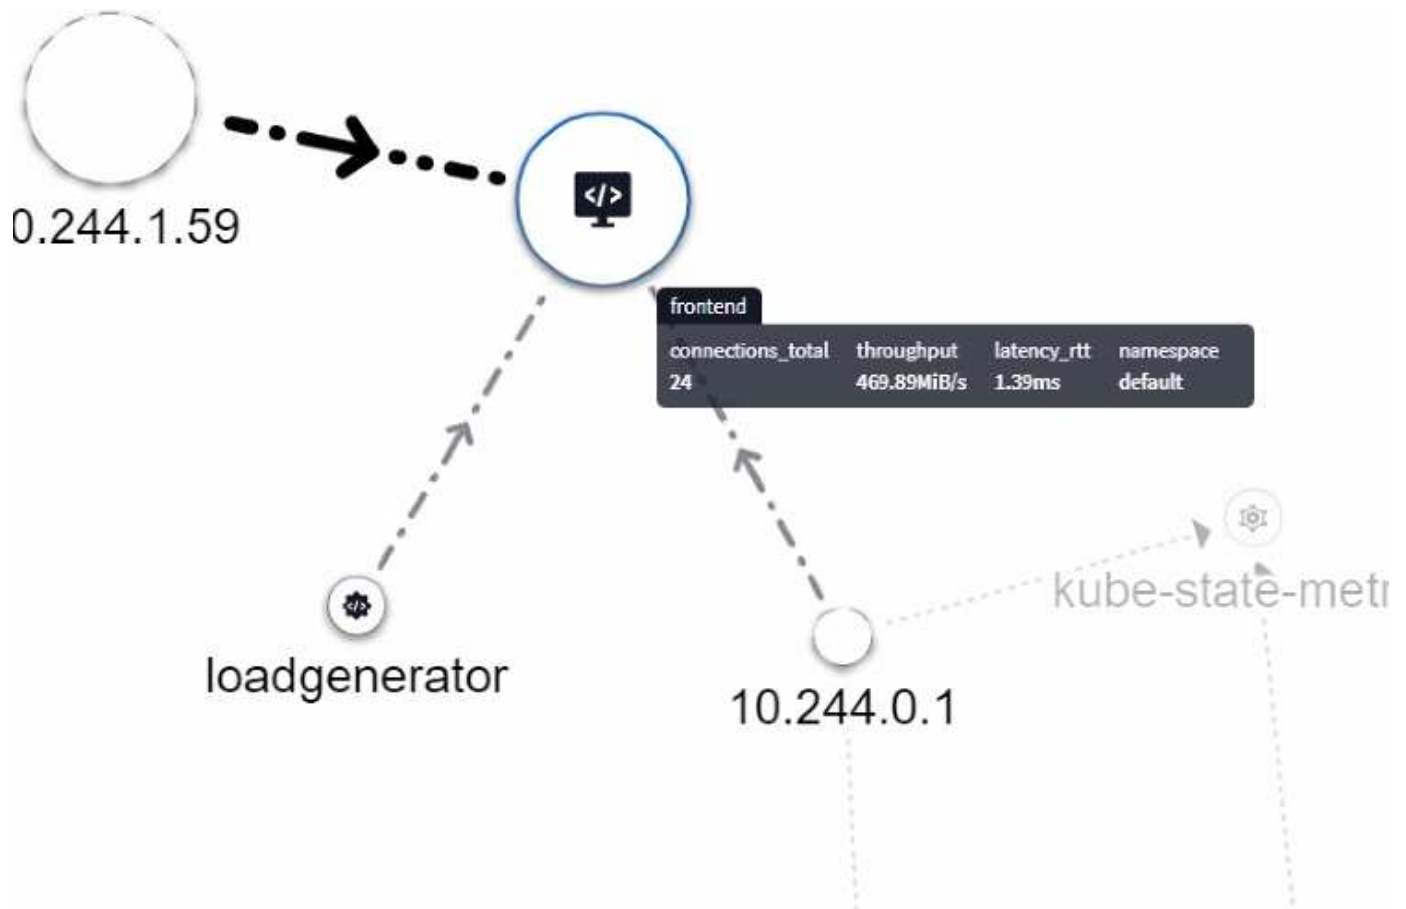 0.244.1.59
</>
frontend
connections_total throughput latency_rtt namespace
24 469.89MiB/s 1.39ms default
kube-state-metr
loadgenerator
10.244.0.1